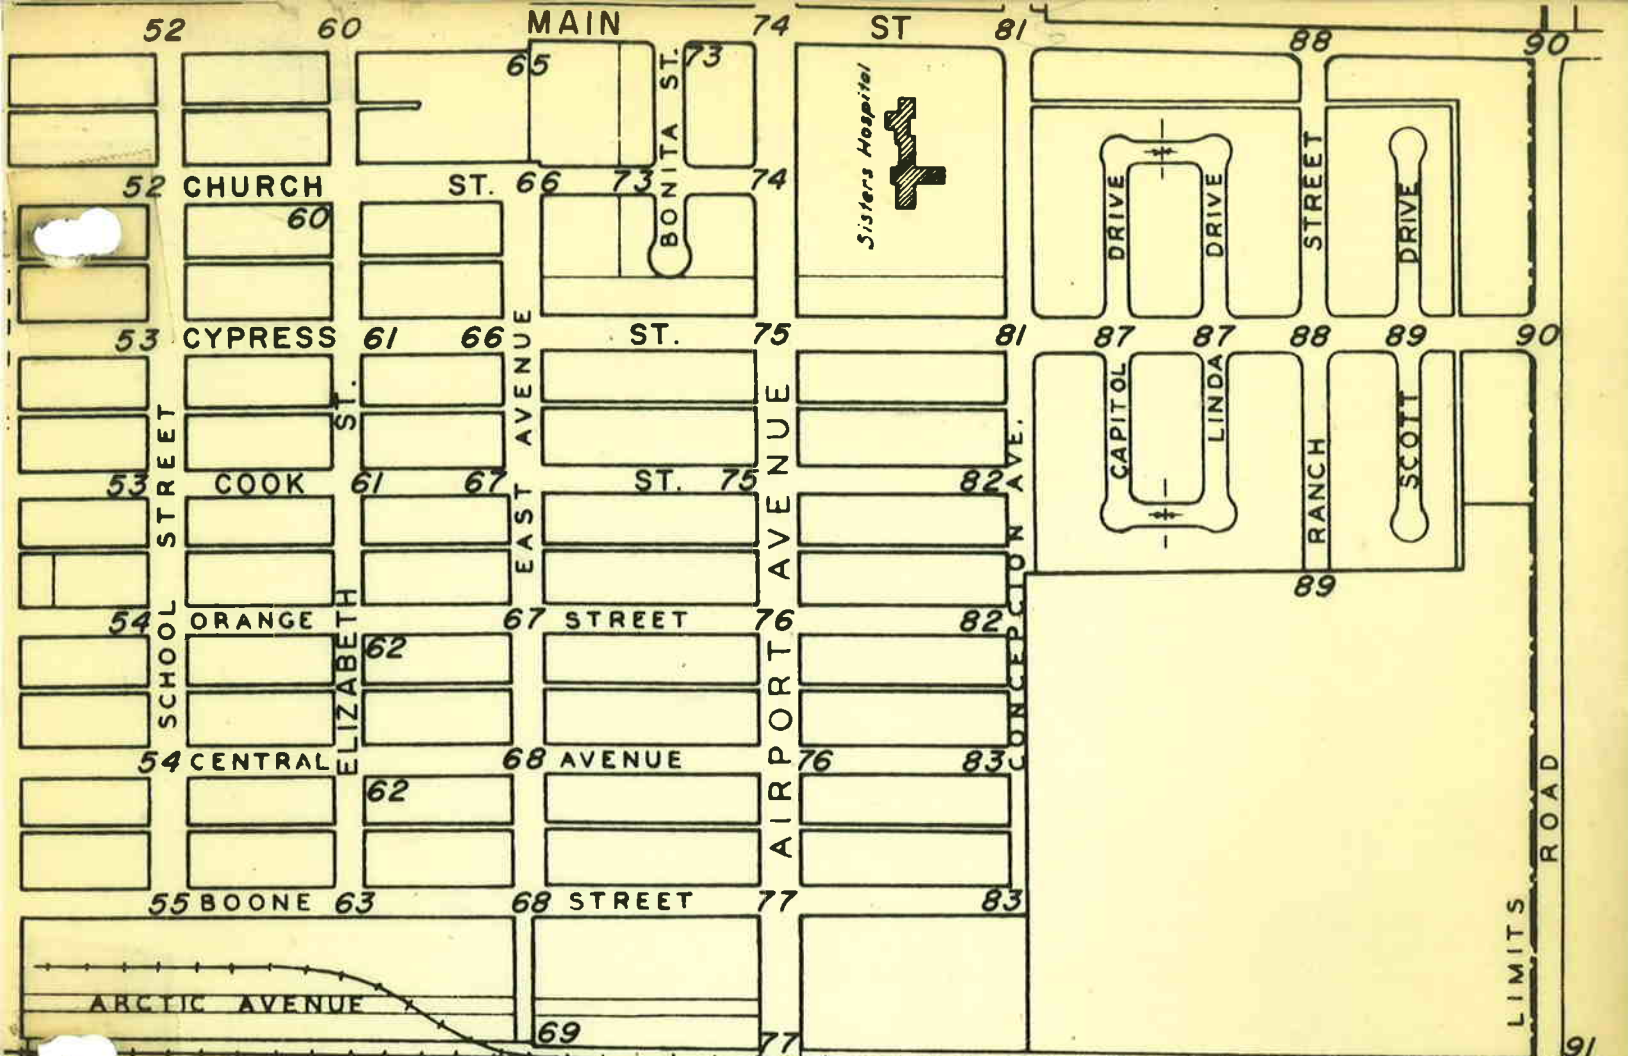 52 60 MAIN 74 ST 81 88 90
65 73
BONITA ST.
Sisters Hospital
52 CHURCH ST. 66 73 74
60
DRIVE DRIVE STREET DRIVE
53 CYPRESS 61 66 ST. 75 81 87 87 88 89 90
CAPITOL LINDA RANCH SCOTT
53 COOK 61 67 ST. 75 82
SCHOOL STREET
ELIZABETH ST.
EAST AVENUE
AIRPORT AVENUE
CONCEPCION AVE.
89
54 ORANGE 67 STREET 76 82
62
54 CENTRAL 68 AVENUE 76 83
62
55 BOONE 63 68 STREET 77 83
ARCTIC AVENUE
69 77 91
LIMITS
ROAD